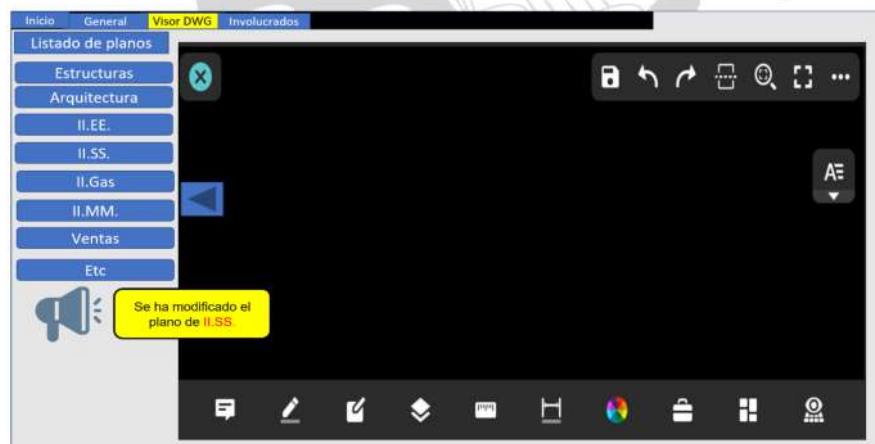 Inicio General Visor DWG Involucrados
Listado de planos
Estructuras
Arquitectura
II.EE.
II.SS.
II.Gas
II.MM.
Ventas
Etc
Se ha modificado el
plano de II.SS.
A